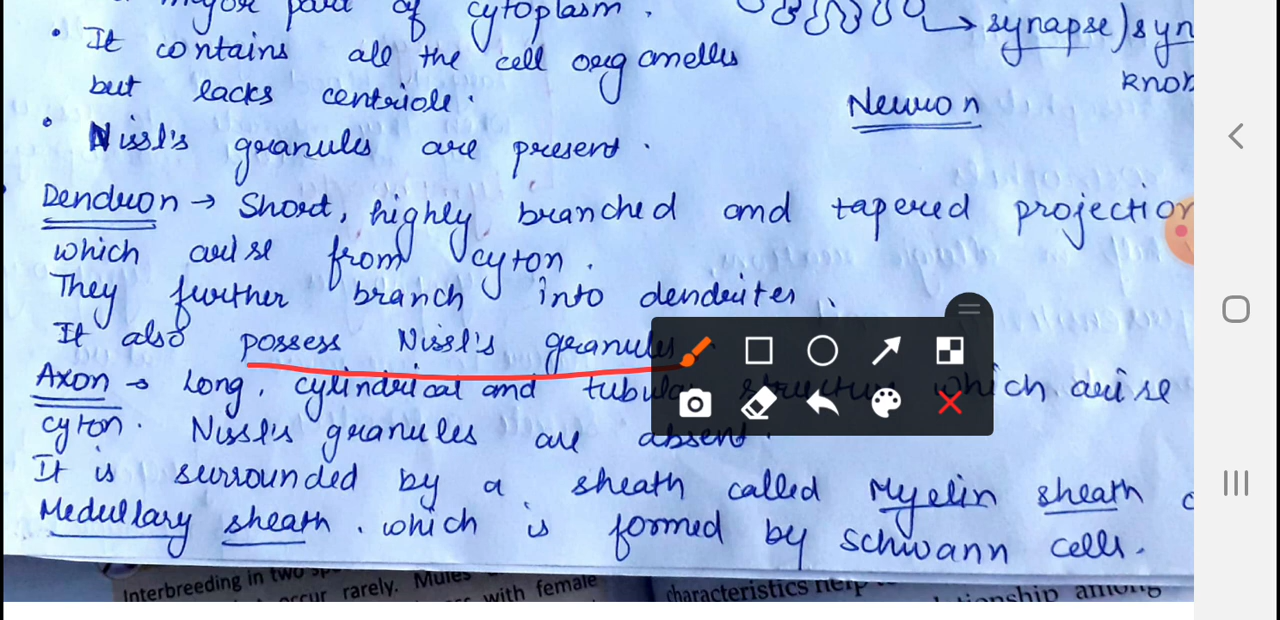 major part of cytoplasm.
• It contains all the cell organelles
but lacks centriole.
• Nissl's granules are present.
→ synapse/syn
knob
Neuron
Dendron → Short, highly branched and tapered projection
which arise from cyton.
They further branch into dendrites.
It also possess Nissl's granules
Axon → Long, cylindrical and tubular structure which arise
cyton. Nissl's granules are absent.
It is surrounded by a sheath called Myelin sheath
Medullary sheath. which is formed by schwann cells.
Interbreeding in two
occur rarely. Mules with female
characteristics help
among